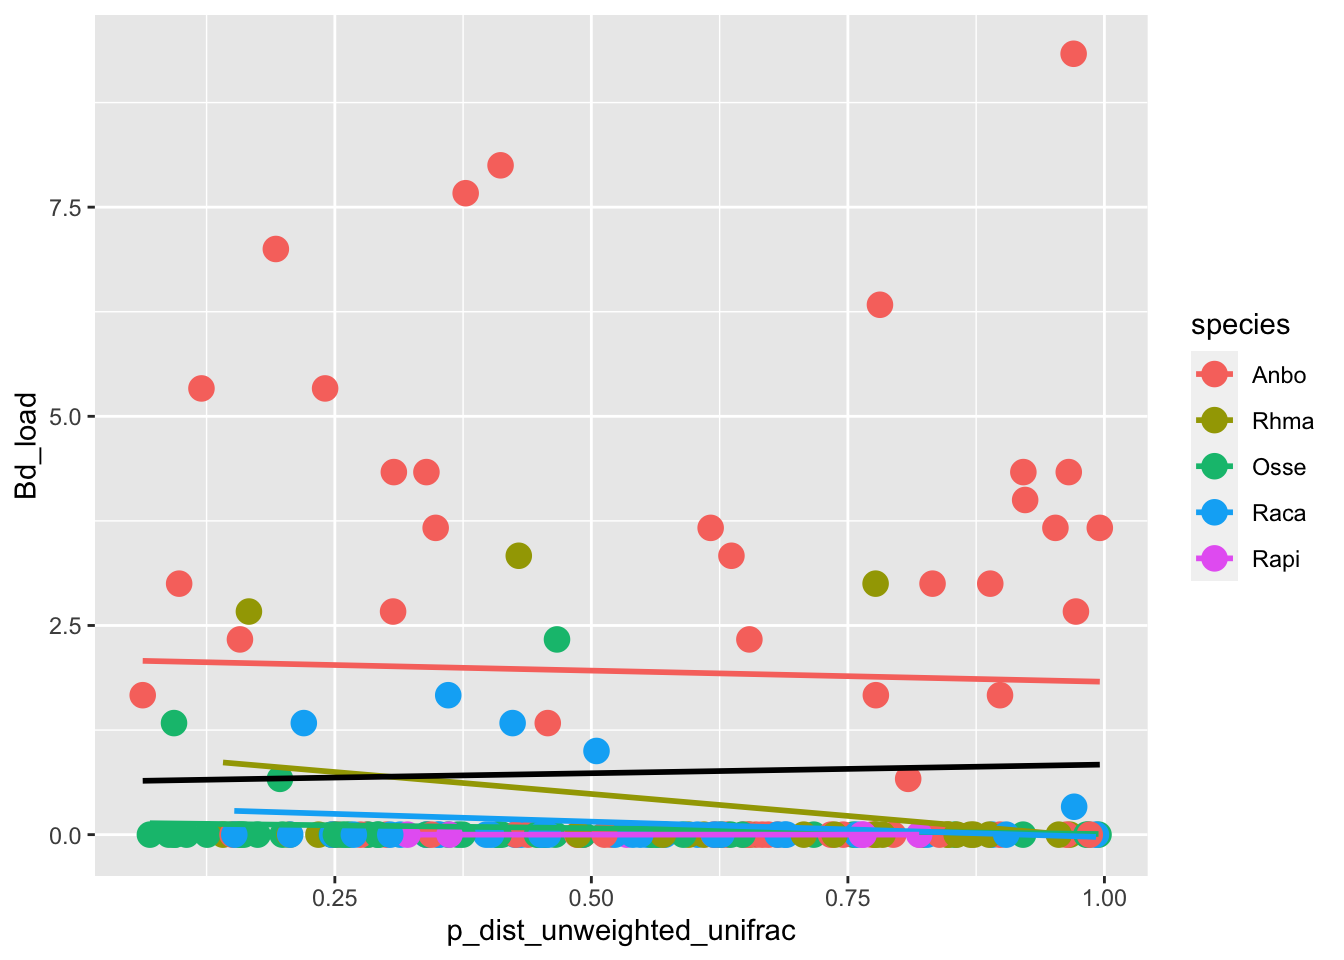 7.5
5.0
2.5
0.0
Bd_load
0.25 0.50 0.75 1.00
p_dist_unweighted_unifrac
species
Anbo
Rhma
Osse
Raca
Rapi